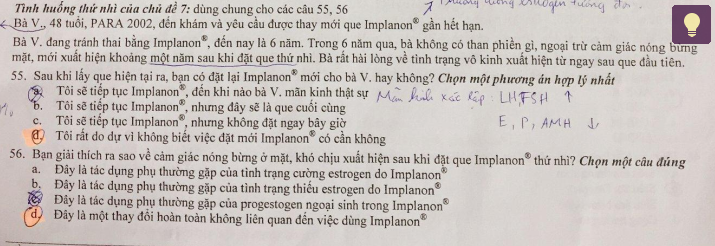 Tình huống thứ nhì của chủ đề 7: dùng chung cho các câu 55, 56
Bà V., 48 tuổi, PARA 2002, đến khám và yêu cầu được thay mới que Implanon® gần hết hạn.
Bà V. đang tránh thai bằng Implanon®, đến nay là 6 năm. Trong 6 năm qua, bà không có than phiền gì, ngoại trừ cảm giác nóng bừng
mặt, mới xuất hiện khoảng một năm sau khi đặt que thứ nhì. Bà rất hài lòng về tình trạng vô kinh xuất hiện từ ngay sau que đầu tiên.
55. Sau khi lấy que hiện tại ra, bạn có đặt lại Implanon® mới cho bà V. hay không? Chọn một phương án hợp lý nhất
a. Tôi sẽ tiếp tục Implanon®, đến khi nào bà V. mãn kinh thật sự Mãn kinh xác lập: LH, FSH ↑
b. Tôi sẽ tiếp tục Implanon®, nhưng đây sẽ là que cuối cùng
c. Tôi sẽ tiếp tục Implanon®, nhưng không đặt ngay bây giờ E, P, AMH ↓
d. Tôi rất do dự vì không biết việc đặt mới Implanon® có cần không
56. Bạn giải thích ra sao về cảm giác nóng bừng ở mặt, khó chịu xuất hiện sau khi đặt que Implanon® thứ nhì? Chọn một câu đúng
a. Đây là tác dụng phụ thường gặp của tình trạng cường estrogen do Implanon®
b. Đây là tác dụng phụ thường gặp của tình trạng thiếu estrogen do Implanon®
c. Đây là tác dụng phụ thường gặp của progestogen ngoại sinh trong Implanon®
d. Đây là một thay đổi hoàn toàn không liên quan đến việc dùng Implanon®